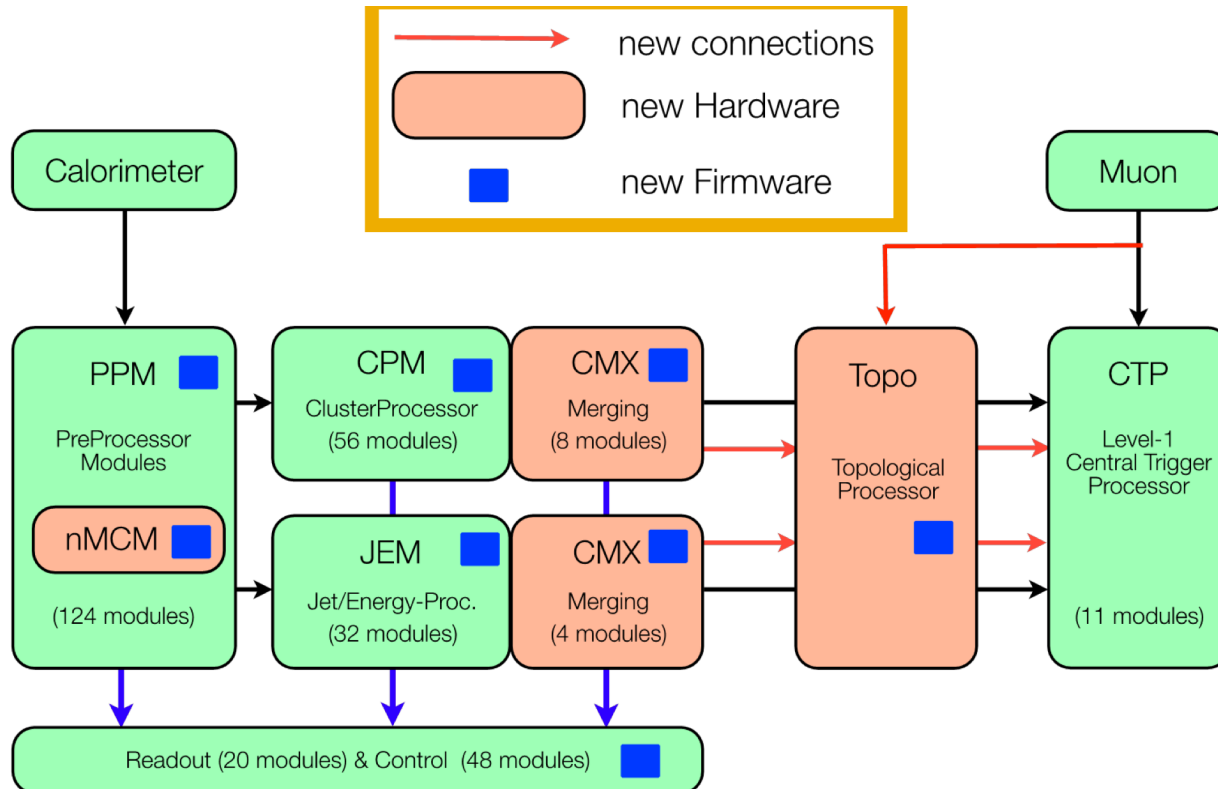 new connections
new Hardware
new Firmware
Calorimeter
Muon
PPM
PreProcessor
Modules
nMCM
(124 modules)
CPM
ClusterProcessor
(56 modules)
CMX
Merging
(8 modules)
JEM
Jet/Energy-Proc.
(32 modules)
CMX
Merging
(4 modules)
Topo
Topological
Processor
CTP
Level-1
Central Trigger
Processor
(11 modules)
Readout (20 modules) & Control (48 modules)